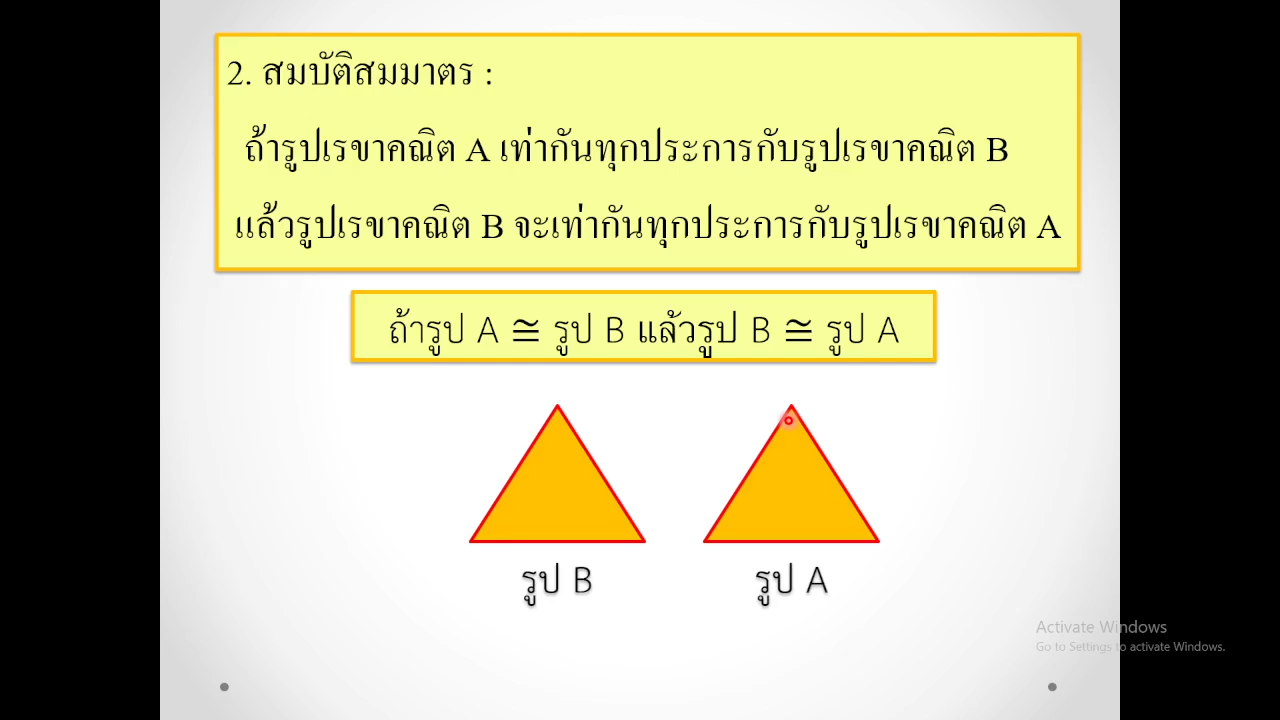 2. สมบัติสมมาตร :
ถ้ารูปเรขาคณิต A เท่ากันทุกประการกับรูปเรขาคณิต B
แล้วรูปเรขาคณิต B จะเท่ากันทุกประการกับรูปเรขาคณิต A
ถ้ารูป A ≅ รูป B แล้วรูป B ≅ รูป A
รูป B รูป A
Activate Windows
Go to Settings to activate Windows.